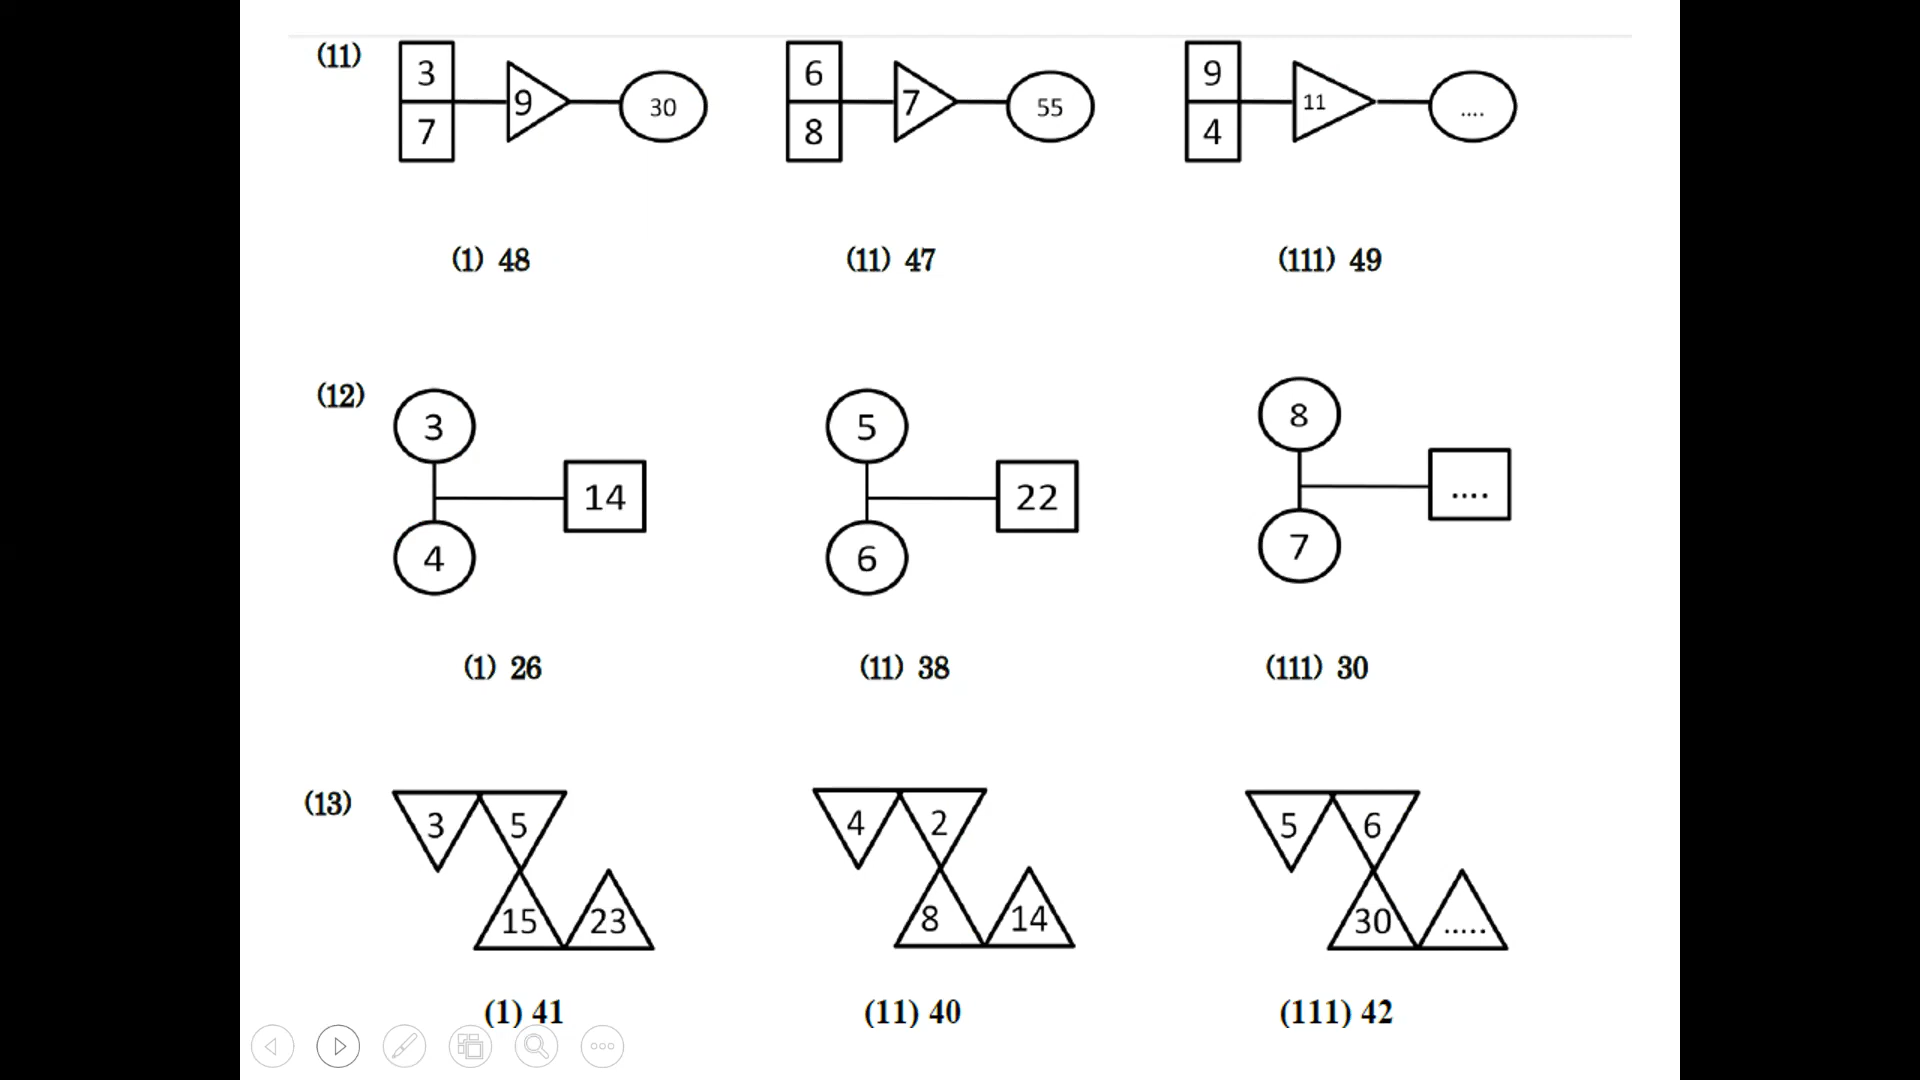 (11) 3 7 9 30 6 8 7 55 9 4 11 ....
(1) 48 (11) 47 (111) 49
(12) 3 4 14 5 6 22 8 7 ....
(1) 26 (11) 38 (111) 30
(13) 3 5 15 23 4 2 8 14 5 6 30 .....
(1) 41 (11) 40 (111) 42